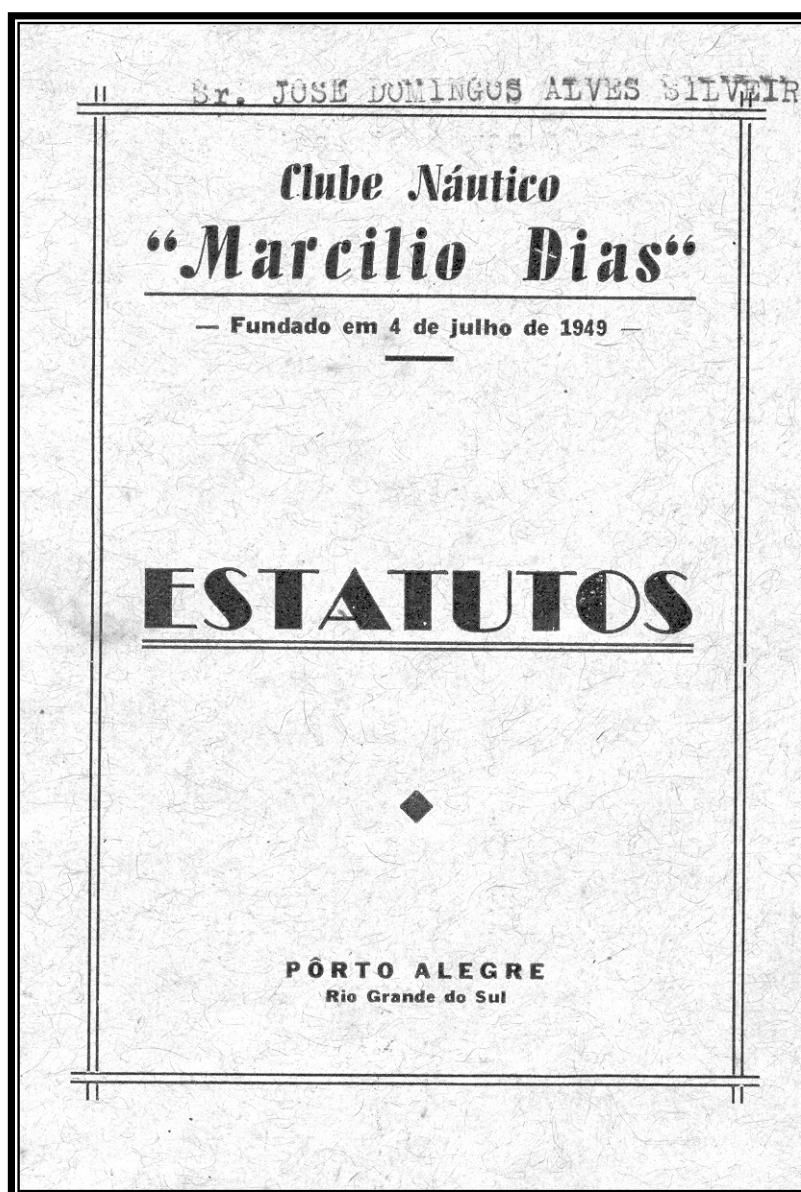 Sr. JOSE DOMINGOS ALVES SILVEIR
Clube Náutico
“Marcilio Dias“
— Fundado em 4 de julho de 1949 —
ESTATUTOS
PÔRTO ALEGRE
Rio Grande do Sul